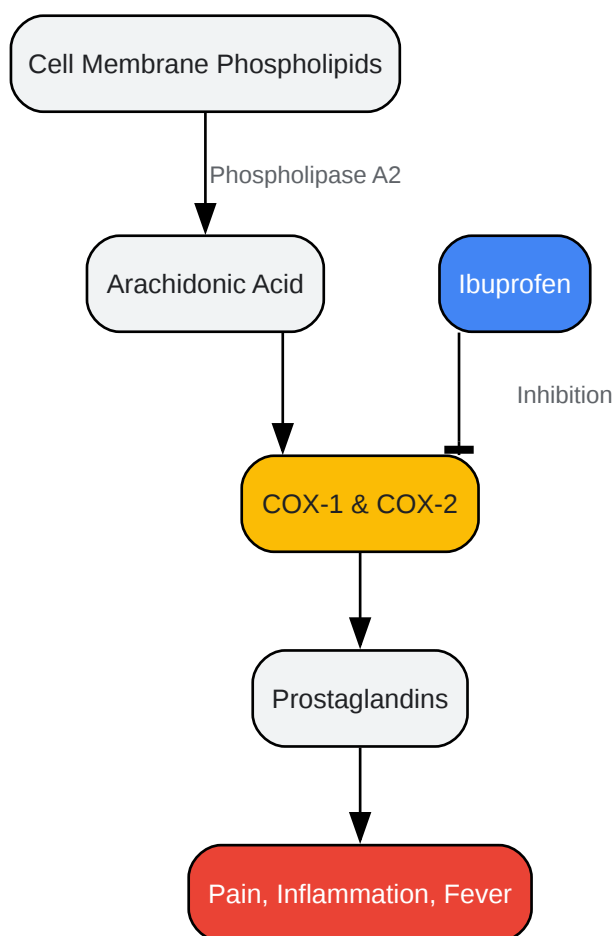 Cell Membrane Phospholipids
Phospholipase A2
Arachidonic Acid
Ibuprofen
Inhibition
COX-1 & COX-2
Prostaglandins
Pain, Inflammation, Fever